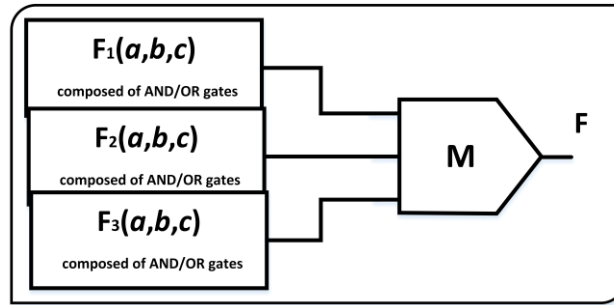 F₁(a,b,c)
composed of AND/OR gates
F₂(a,b,c)
composed of AND/OR gates
F₃(a,b,c)
composed of AND/OR gates
M
F